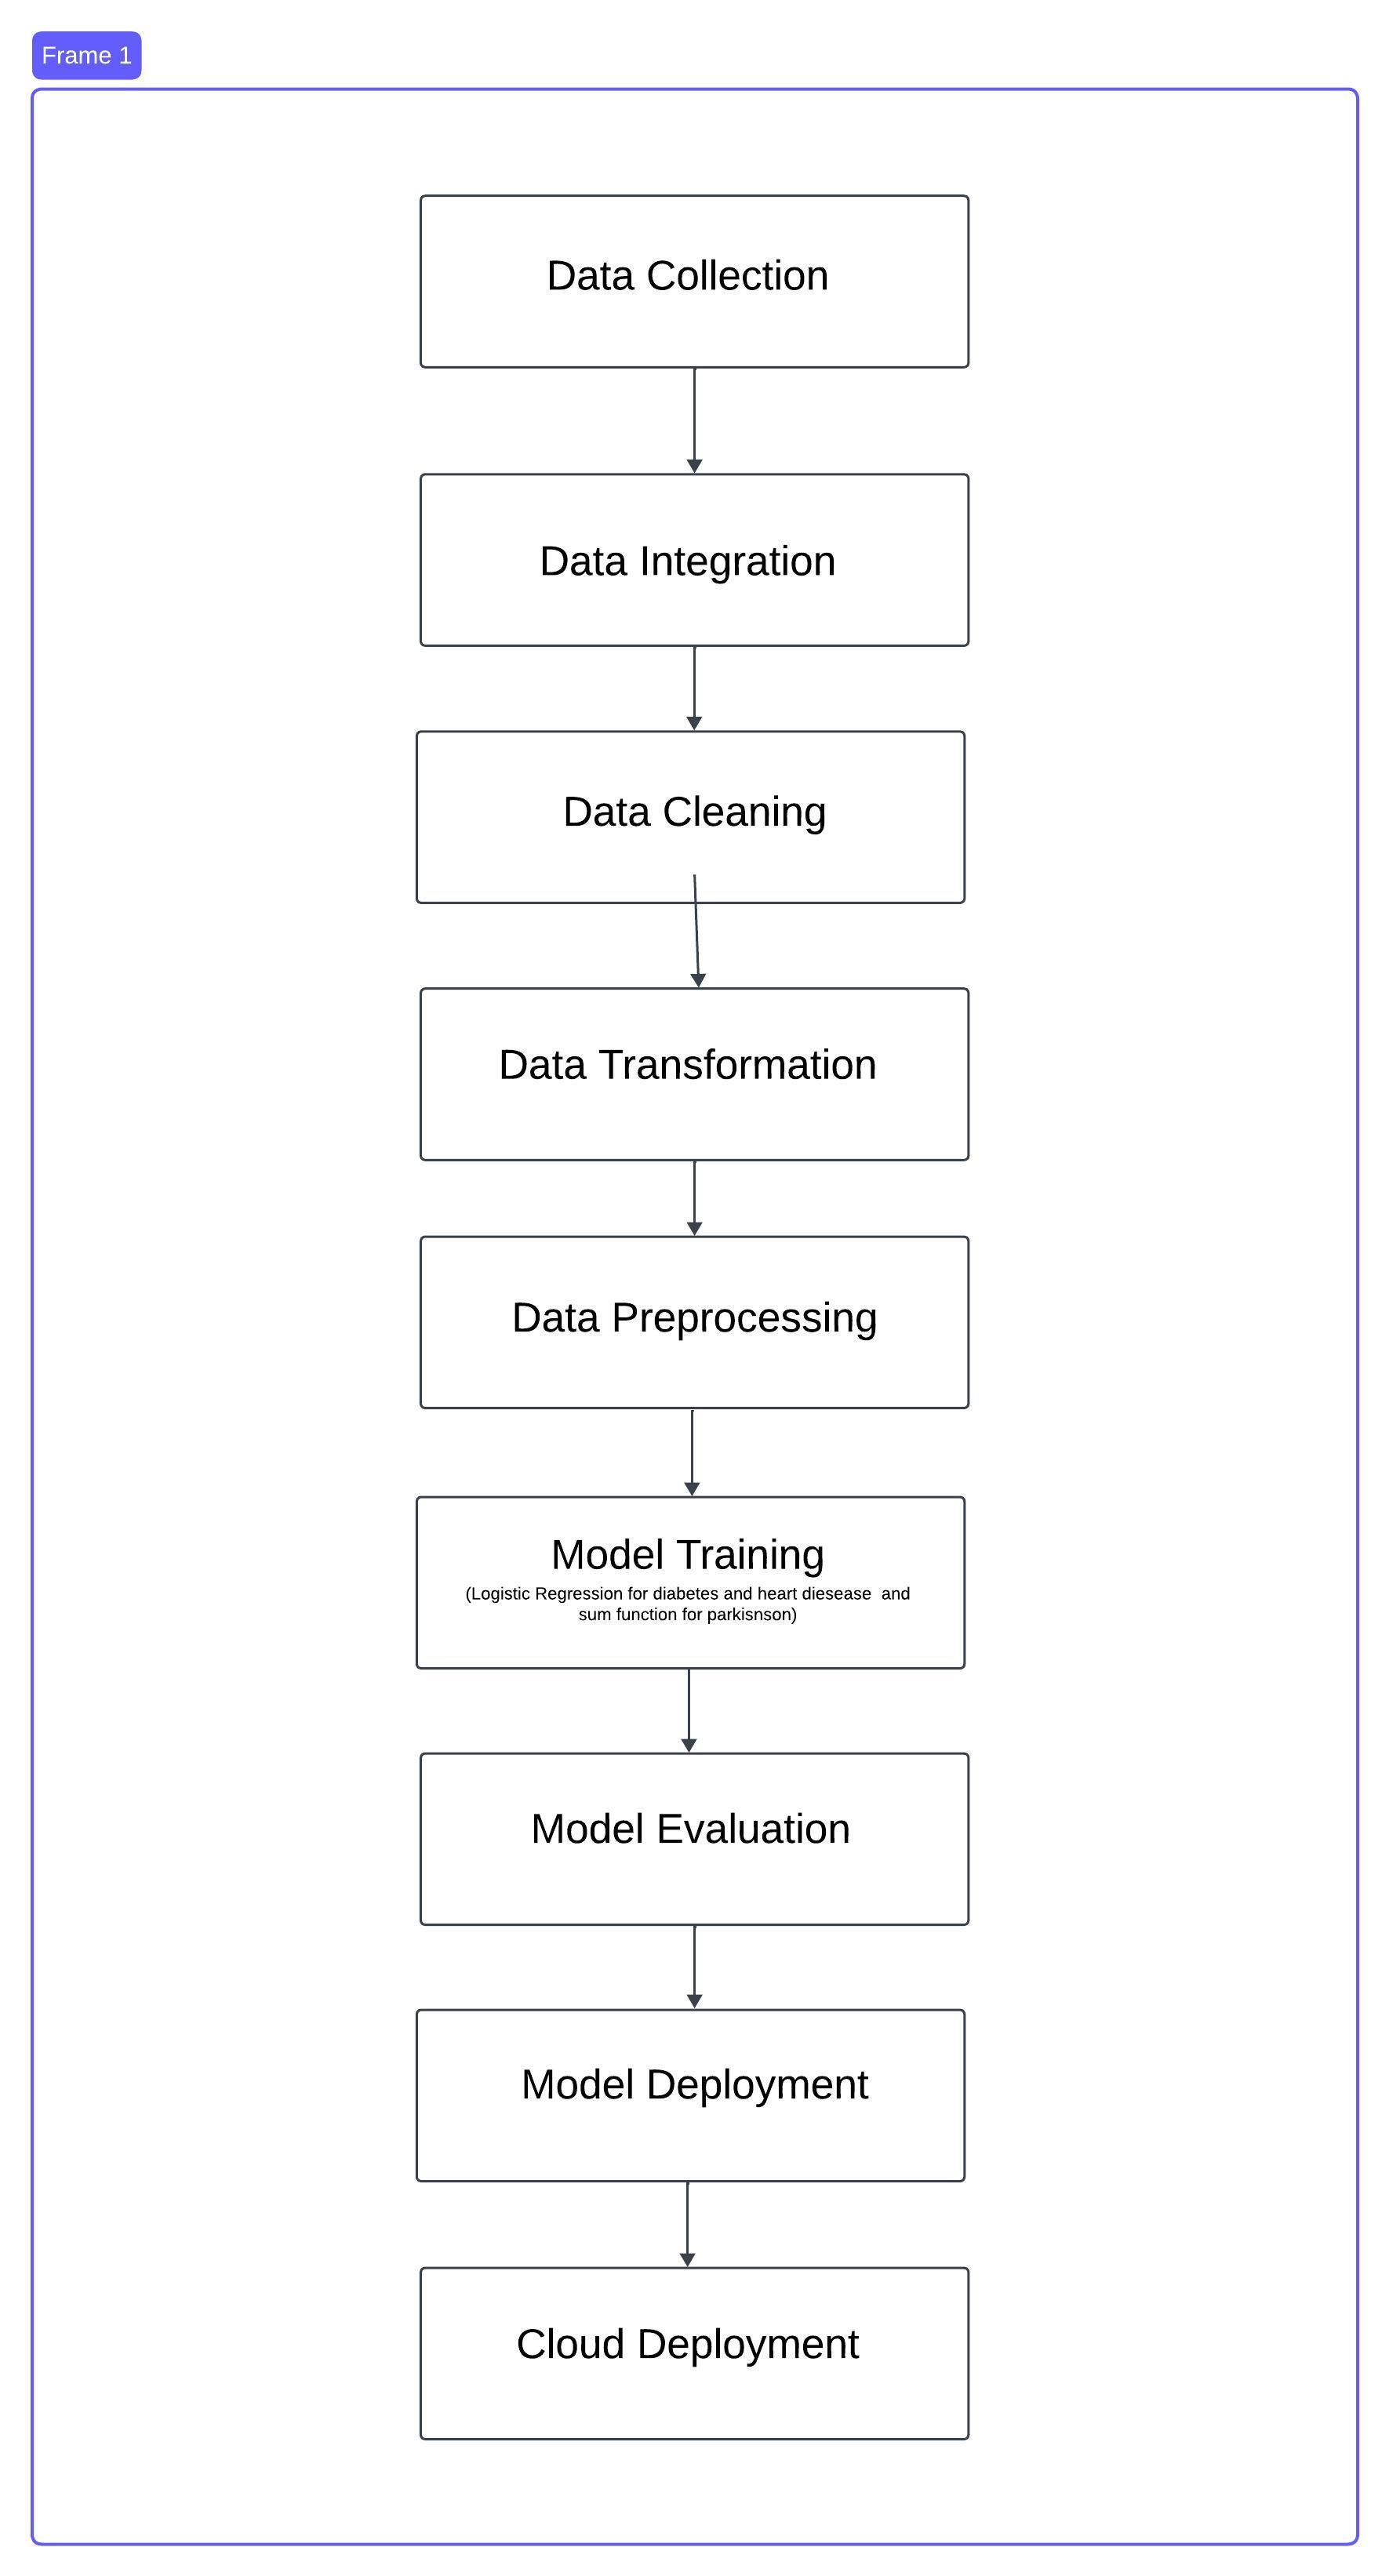 Frame 1
Data Collection
Data Integration
Data Cleaning
Data Transformation
Data Preprocessing
Model Training
(Logistic Regression for diabetes and heart diesease  and
sum function for parkisnson)
Model Evaluation
Model Deployment
Cloud Deployment